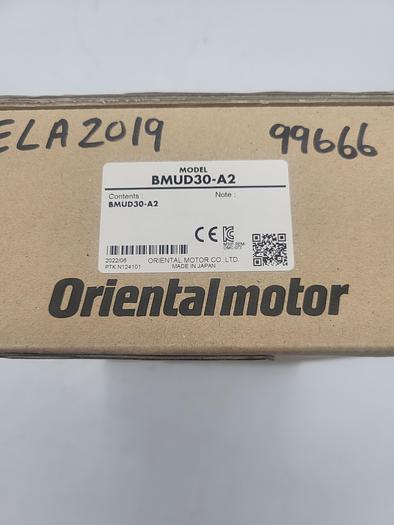 ELA2019 99666
MODEL
BMUD30-A2
Contents : Note :
BMUD30-A2
CE
2022/08 ORIENTAL MOTOR CO.,LTD.
PTK N124101 MADE IN JAPAN
Orientalmotor